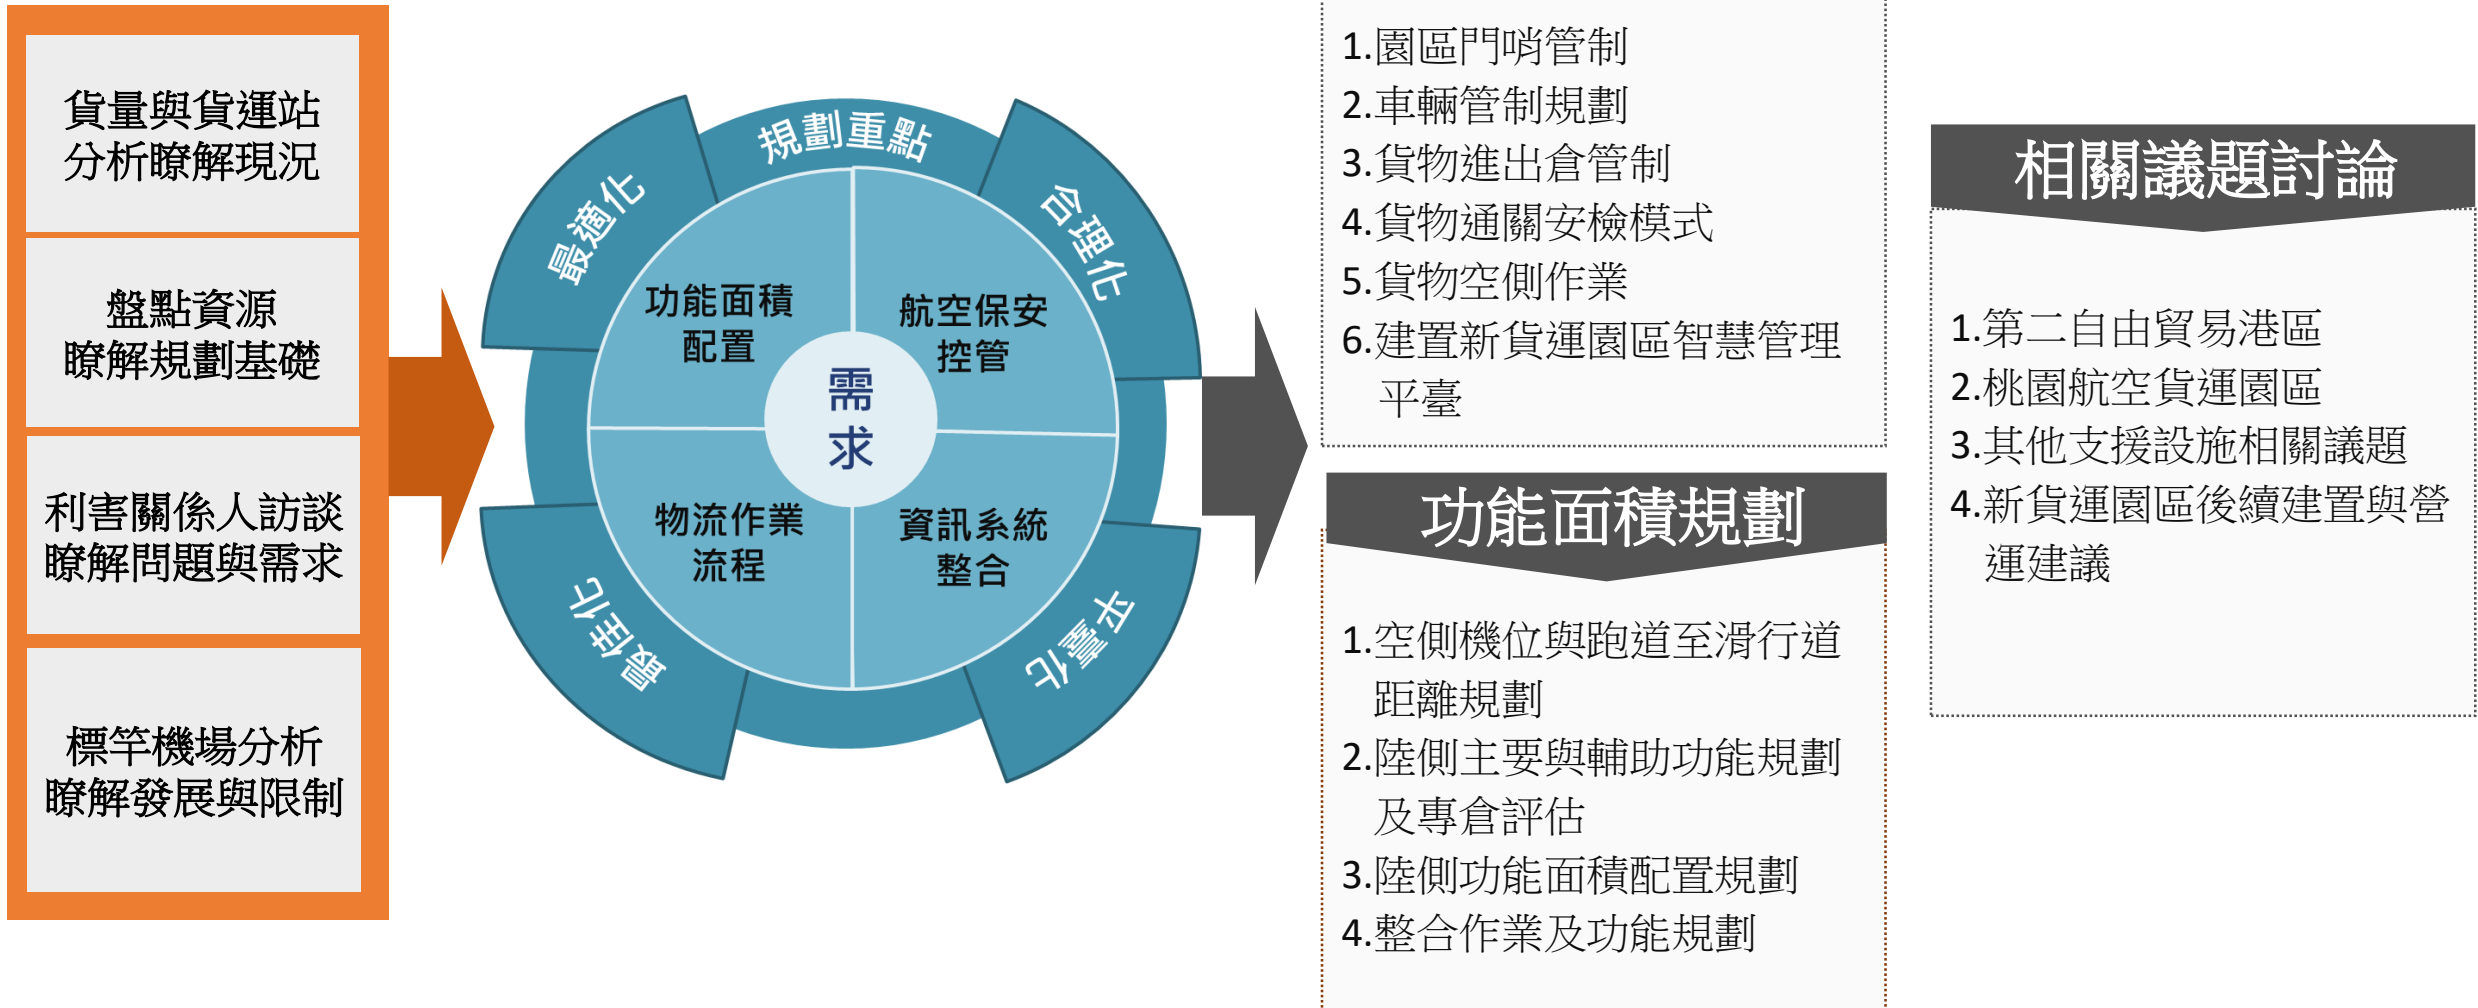 貨量與貨運站
分析瞭解現況
盤點資源
瞭解規劃基礎
利害關係人訪談
瞭解問題與需求
標竿機場分析
瞭解發展與限制
規劃重點
最適化
合理化
最佳化
平臺化
功能面積
配置
航空保安
控管
需
求
物流作業
流程
資訊系統
整合
1.園區門哨管制
2.車輛管制規劃
3.貨物進出倉管制
4.貨物通關安檢模式
5.貨物空側作業
6.建置新貨運園區智慧管理
平臺
功能面積規劃
1.空側機位與跑道至滑行道
距離規劃
2.陸側主要與輔助功能規劃
及專倉評估
3.陸側功能面積配置規劃
4.整合作業及功能規劃
相關議題討論
1.第二自由貿易港區
2.桃園航空貨運園區
3.其他支援設施相關議題
4.新貨運園區後續建置與營
運建議